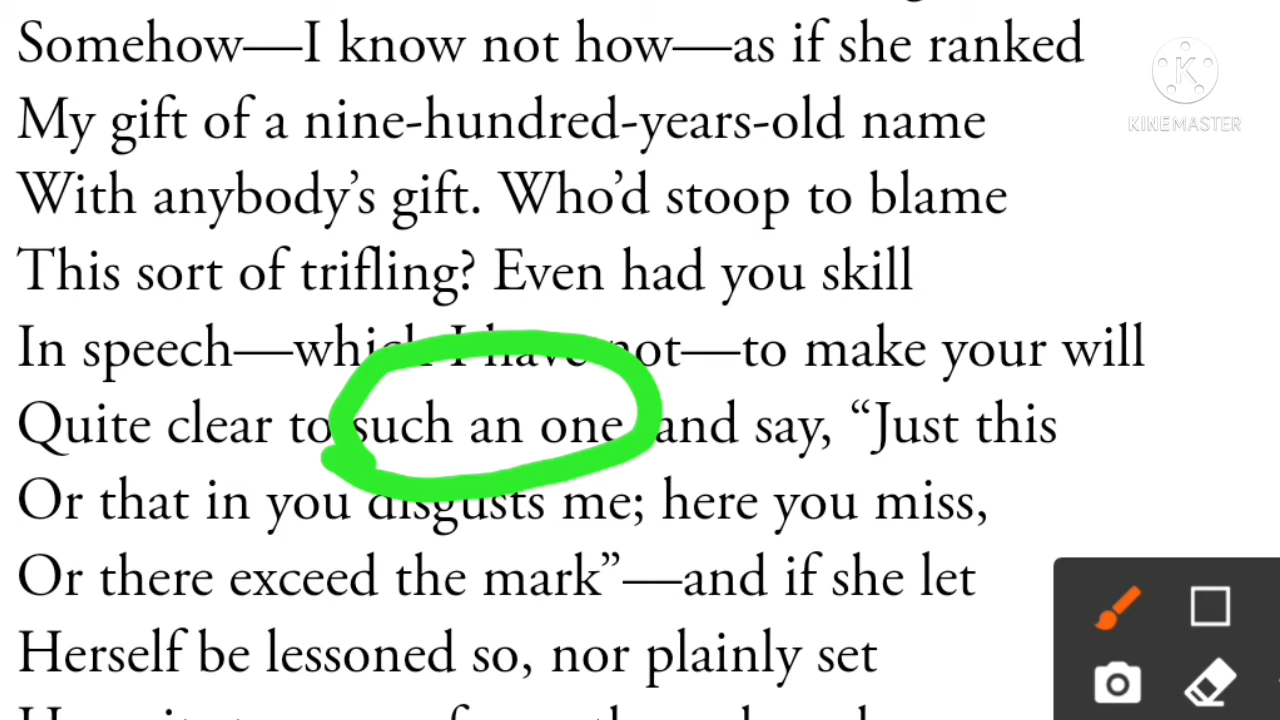 Somehow—I know not how—as if she ranked
My gift of a nine-hundred-years-old name
With anybody’s gift. Who’d stoop to blame
This sort of trifling? Even had you skill
In speech—which I have not—to make your will
Quite clear to such an one and say, “Just this
Or that in you disgusts me; here you miss,
Or there exceed the mark”—and if she let
Herself be lessoned so, nor plainly set
KINEMASTER